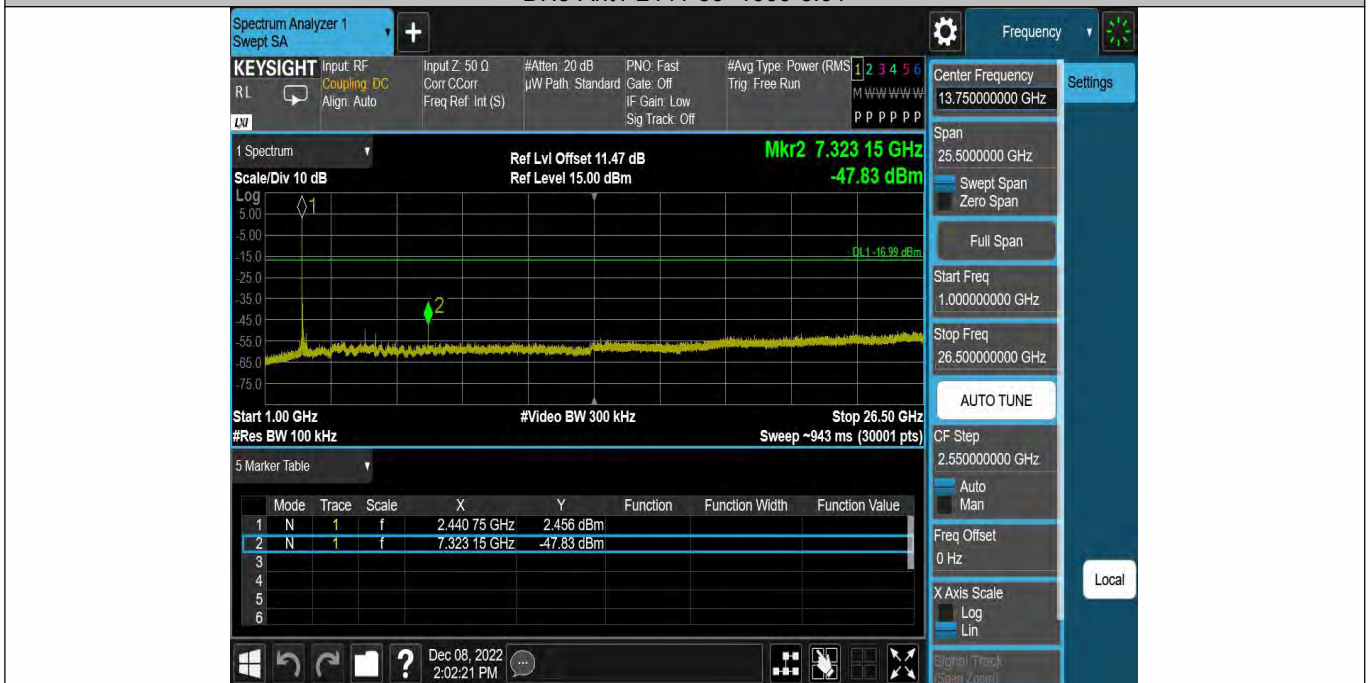 Spectrum Analyzer 1
Swept SA
Frequency
KEYSIGHT
RL
LXI
Input: RF
Coupling: DC
Align: Auto
Input Z: 50 Ω
Corr CCorr
Freq Ref: Int (S)
#Atten: 20 dB
µW Path: Standard
PNO: Fast
Gate: Off
IF Gain: Low
Sig Track: Off
#Avg Type: Power (RMS
Trig: Free Run
1 2 3 4 5 6
M W W W W W
P P P P P P
1 Spectrum
Scale/Div 10 dB
Ref Lvl Offset 11.47 dB
Ref Level 15.00 dBm
Mkr2 7.323 15 GHz
-47.83 dBm
Log
5.00
-5.00
-15.0
-25.0
-35.0
-45.0
-55.0
-65.0
-75.0
1
2
DL1 -16.99 dBm
Start 1.00 GHz
#Res BW 100 kHz
#Video BW 300 kHz
Stop 26.50 GHz
Sweep ~943 ms (30001 pts)
5 Marker Table
Mode Trace Scale X Y Function Function Width Function Value
1 N 1 f 2.440 75 GHz 2.456 dBm
2 N 1 f 7.323 15 GHz -47.83 dBm
3
4
5
6
Dec 08, 2022
2:02:21 PM
Center Frequency
13.750000000 GHz
Settings
Span
25.5000000 GHz
Swept Span
Zero Span
Full Span
Start Freq
1.000000000 GHz
Stop Freq
26.500000000 GHz
AUTO TUNE
CF Step
2.550000000 GHz
Auto
Man
Freq Offset
0 Hz
X Axis Scale
Log
Lin
Local
Signal Track
(Span Zoom)